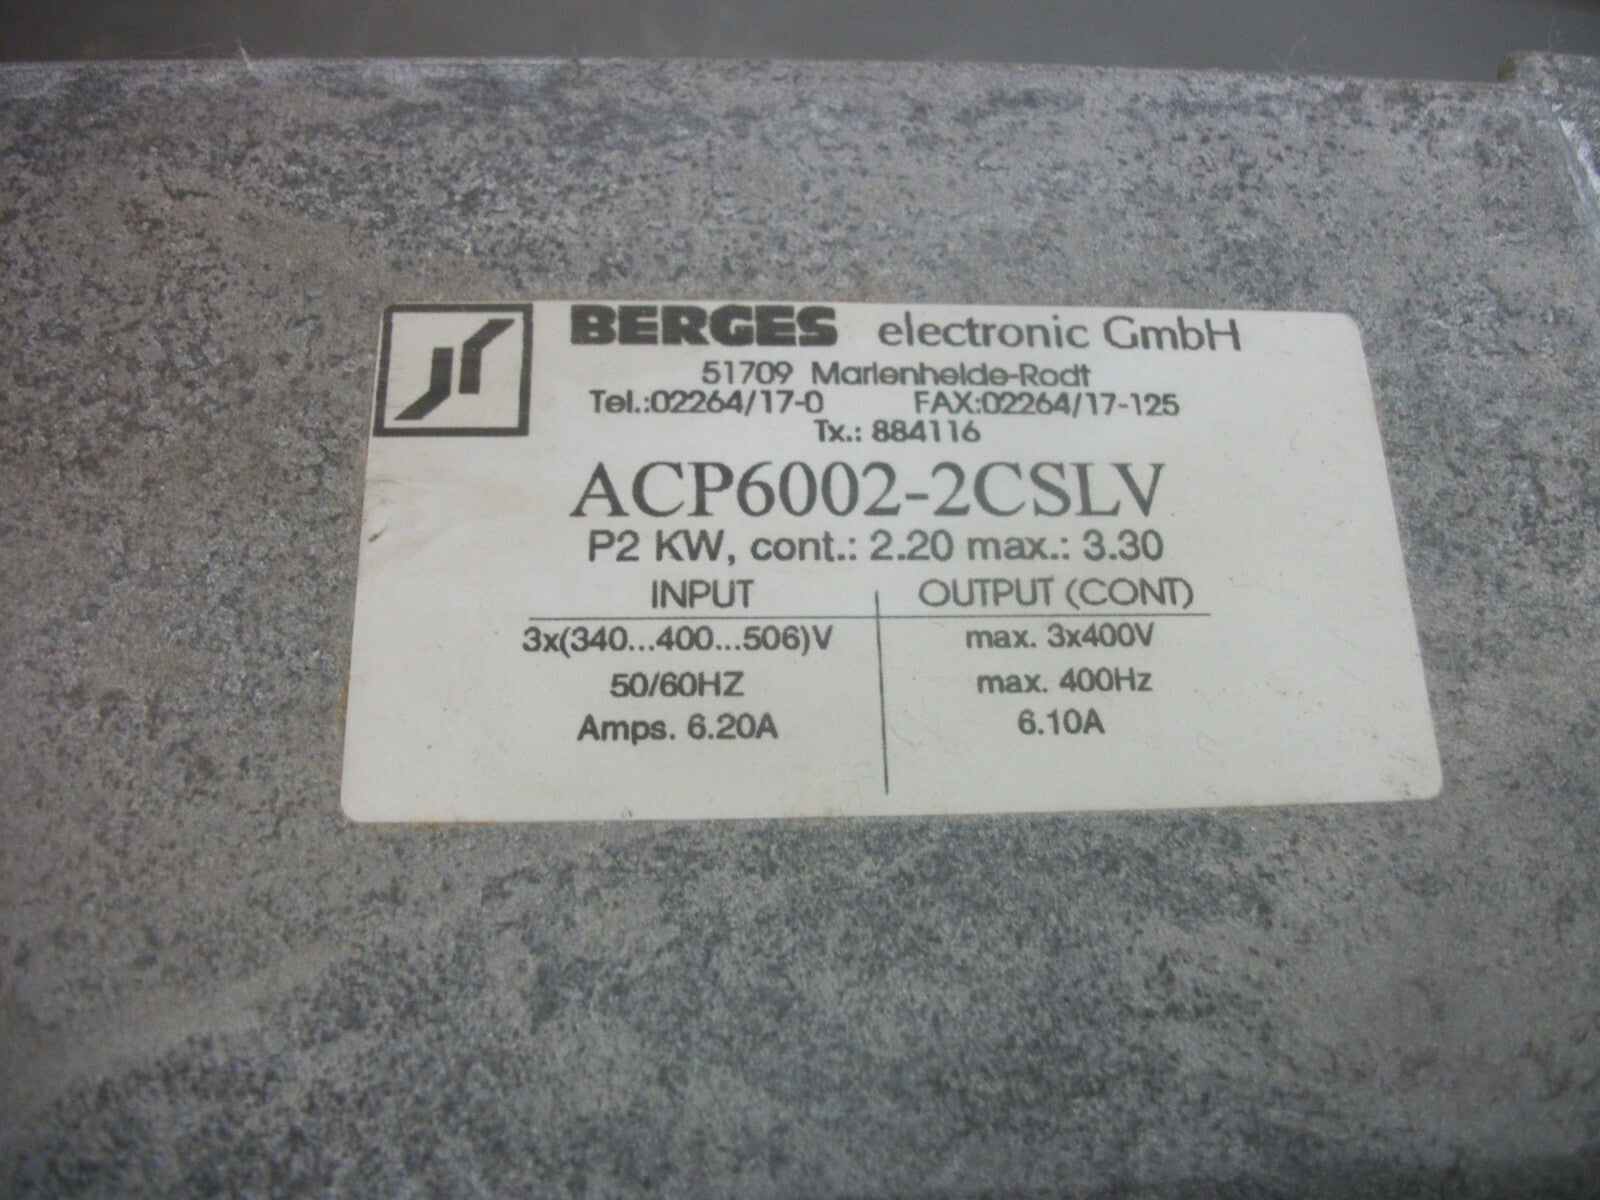 BERGES electronic GmbH
51709 Marienheide-Rodt
Tel.:02264/17-0 FAX:02264/17-125
Tx.: 884116
ACP6002-2CSLV
P2 KW, cont.: 2.20 max.: 3.30
INPUT OUTPUT (CONT)
3x(340...400...506)V max. 3x400V
50/60HZ max. 400Hz
Amps. 6.20A 6.10A